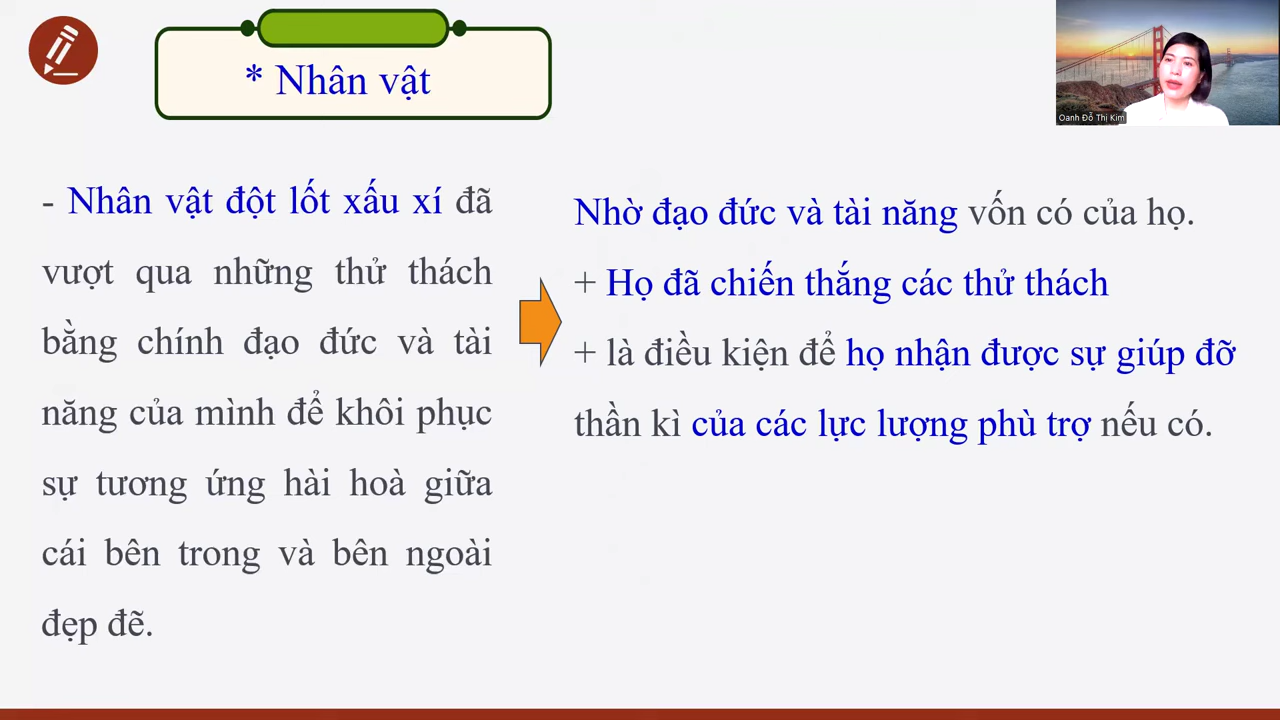 * Nhân vật
Oanh Đỗ Thị Kim
- Nhân vật đột lốt xấu xí đã
vượt qua những thử thách
bằng chính đạo đức và tài
năng của mình để khôi phục
sự tương ứng hài hoà giữa
cái bên trong và bên ngoài
đẹp đẽ.
Nhờ đạo đức và tài năng vốn có của họ.
+ Họ đã chiến thắng các thử thách
+ là điều kiện để họ nhận được sự giúp đỡ
thần kì của các lực lượng phù trợ nếu có.